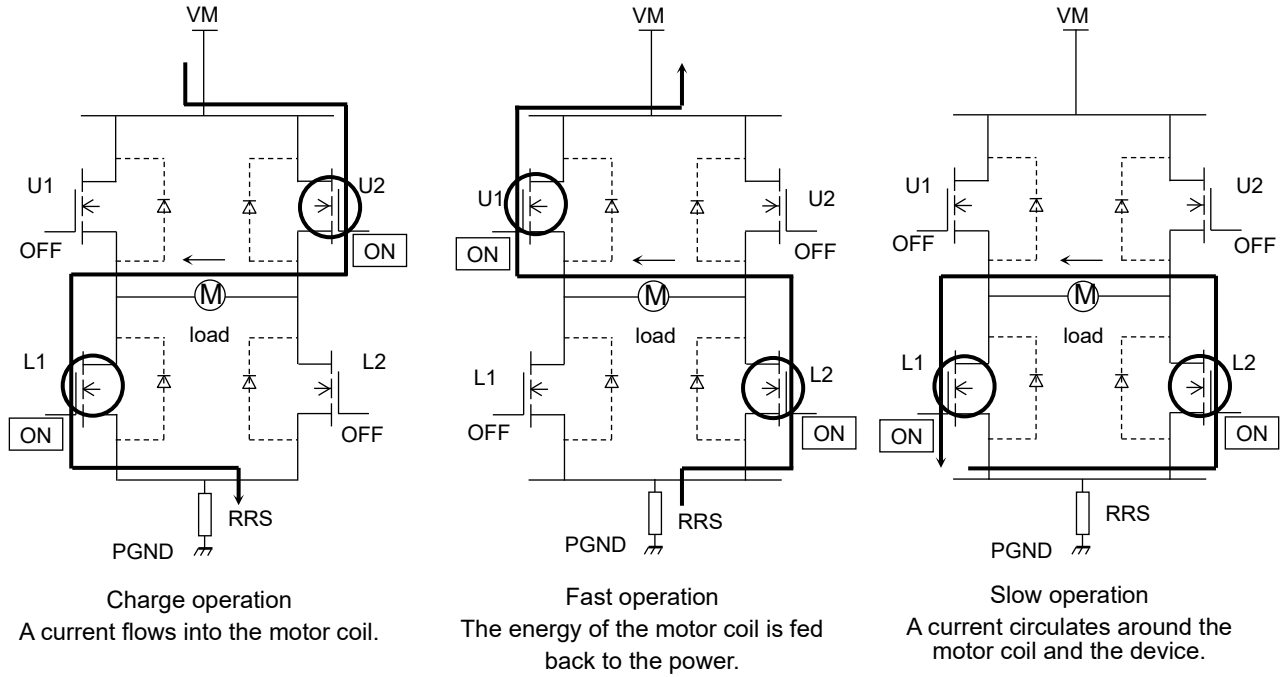 VM
U1
U2
OFF
ON
M
load
L1
L2
ON
OFF
RRS
PGND
Charge operation
A current flows into the motor coil.
VM
U1
U2
ON
OFF
M
load
L1
L2
OFF
ON
RRS
PGND
Fast operation
The energy of the motor coil is fed
back to the power.
VM
U1
U2
OFF
OFF
M
load
L1
L2
ON
ON
RRS
PGND
Slow operation
A current circulates around the
motor coil and the device.